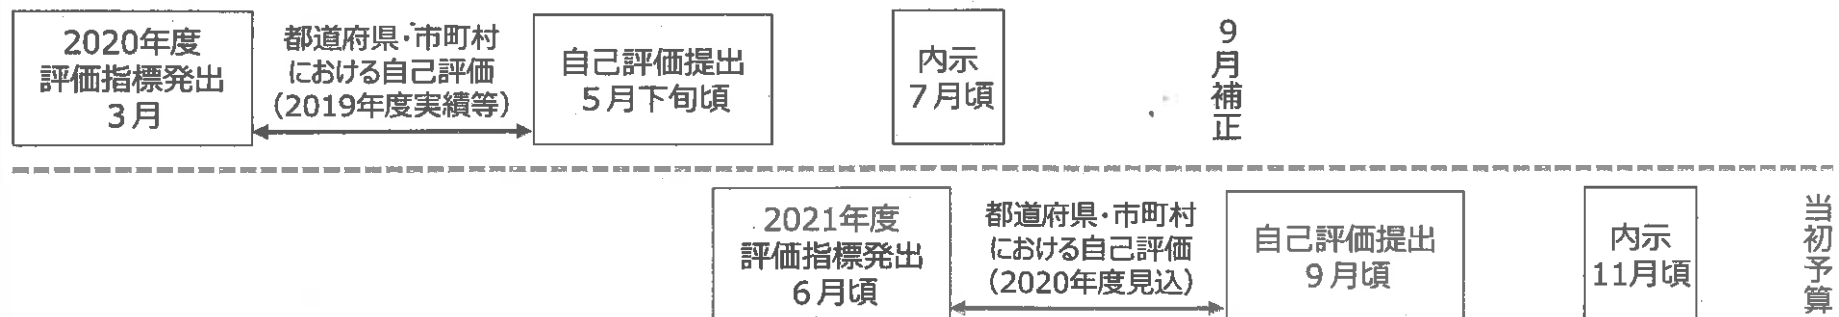 2020年度
評価指標発出
3月
都道府県・市町村
における自己評価
(2019年度実績等)
自己評価提出
5月下旬頃
内示
7月頃
9月補正
2021年度
評価指標発出
6月頃
都道府県・市町村
における自己評価
(2020年度見込)
自己評価提出
9月頃
内示
11月頃
当初予算